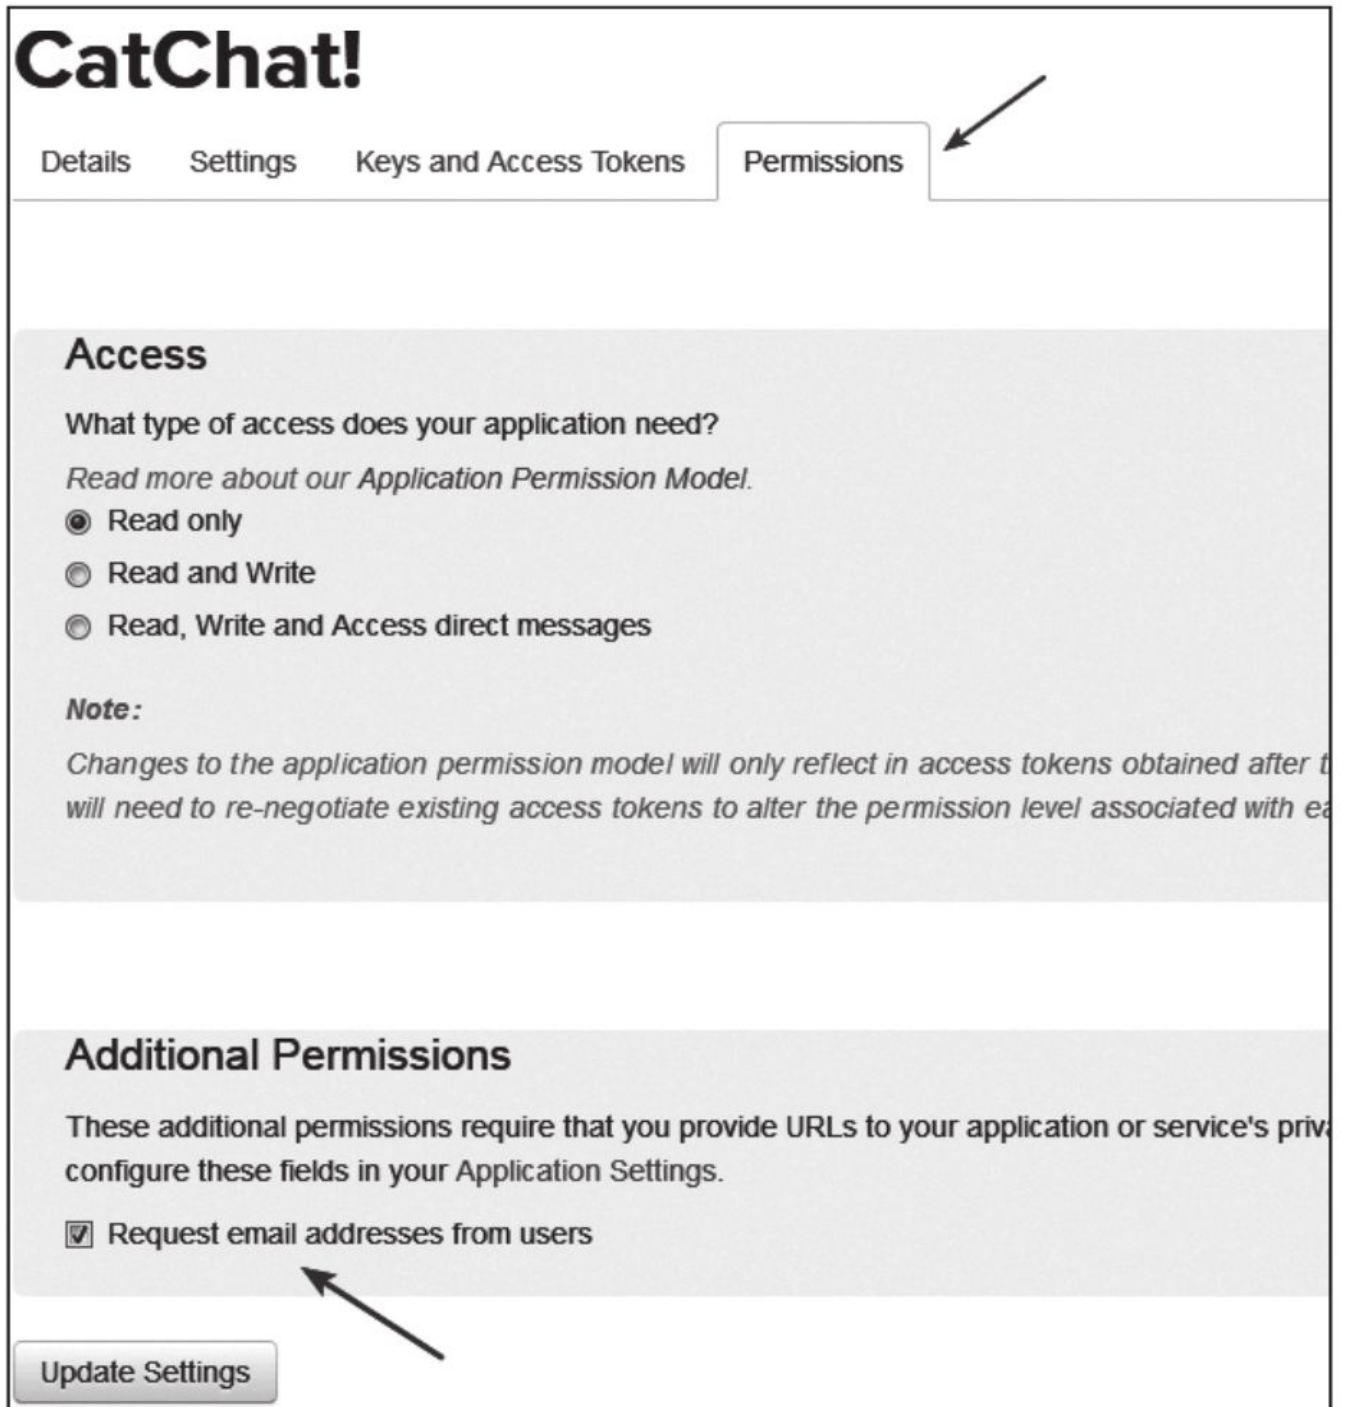 CatChat!
Details Settings Keys and Access Tokens Permissions
Access
What type of access does your application need?
Read more about our Application Permission Model.
Read only
Read and Write
Read, Write and Access direct messages
Note:
Changes to the application permission model will only reflect in access tokens obtained after
will need to re-negotiate existing access tokens to alter the permission level associated with
Additional Permissions
These additional permissions require that you provide URLs to your application or service's
configure these fields in your Application Settings.
Request email addresses from users
Update Settings